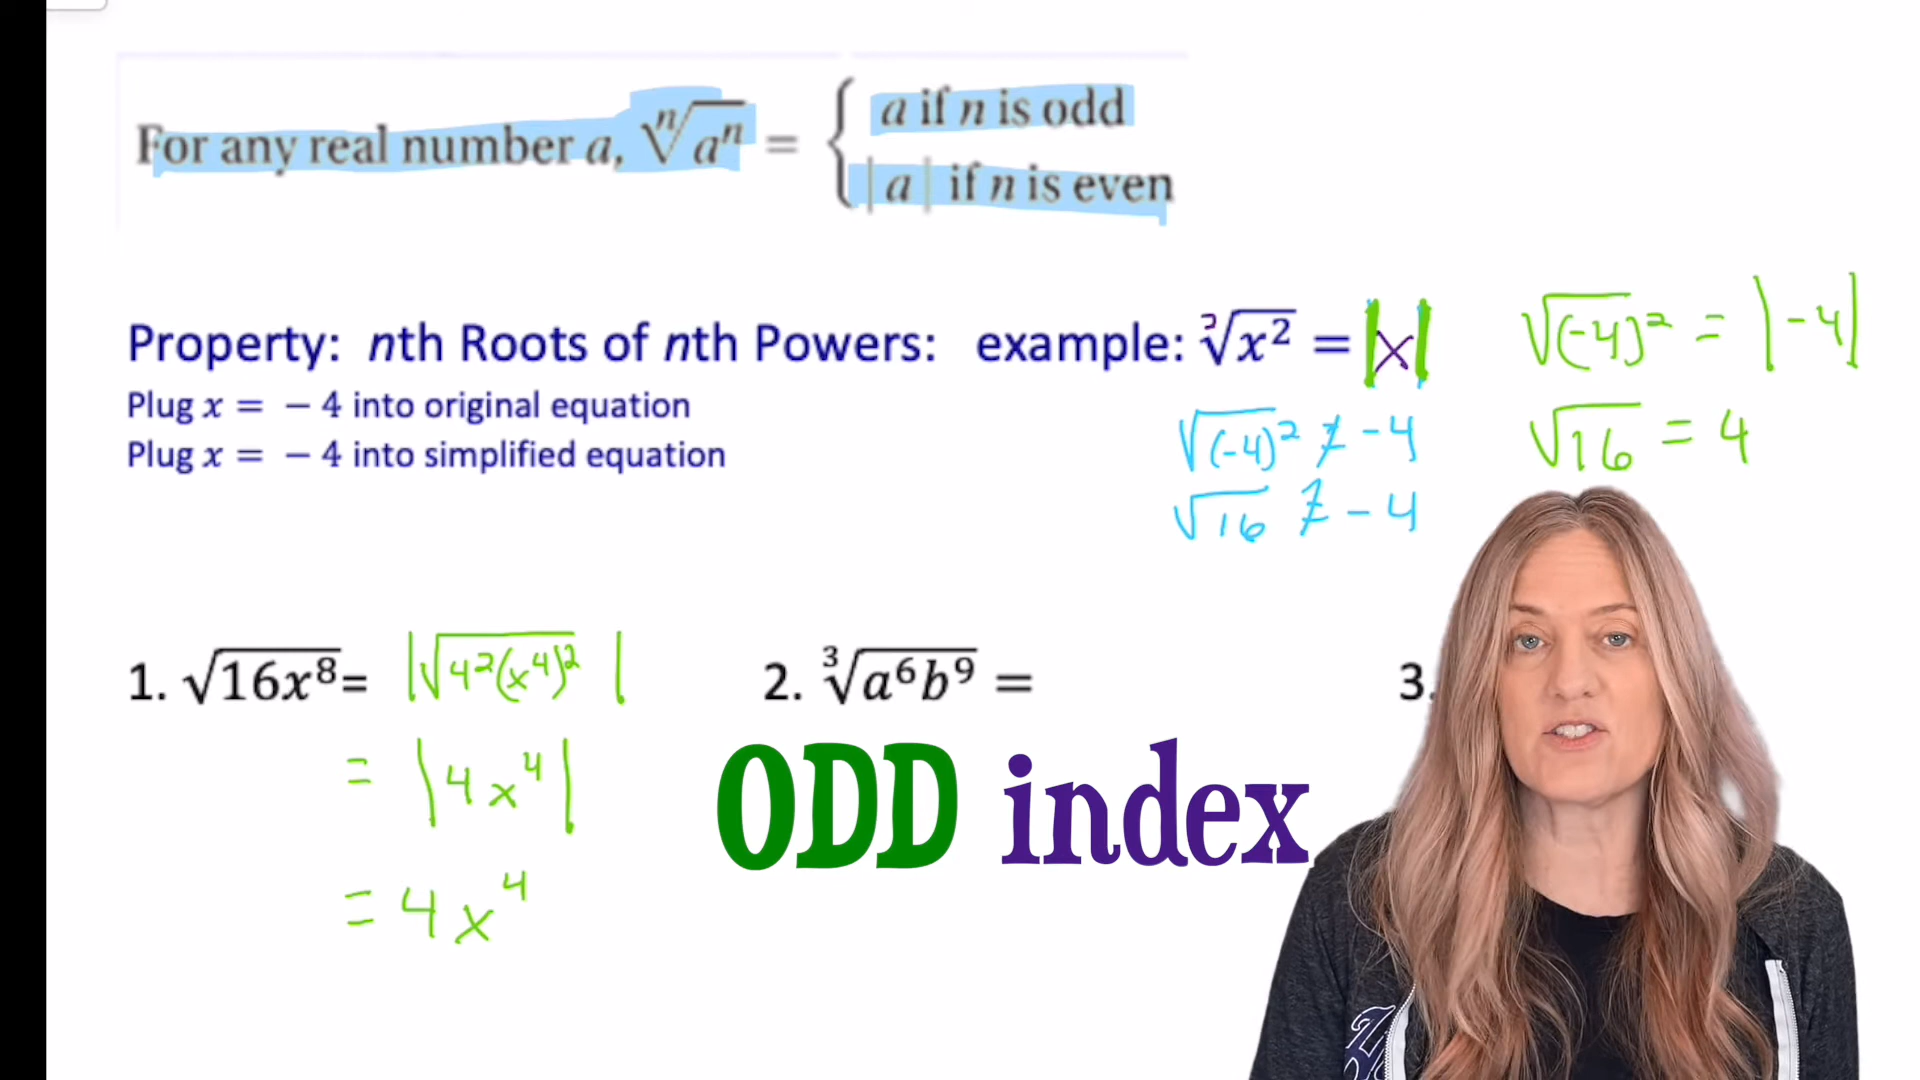 For any real number a, ⁿ√aⁿ = { a if n is odd
|a| if n is even
Property: nth Roots of nth Powers: example: ²√x² = |x|
√(-4)² = |-4|
Plug x = − 4 into original equation
√(-4)² ≠ -4
√16 = 4
Plug x = − 4 into simplified equation
√16 ≠ -4
1. √16x⁸= |√4²(x⁴)²|
2. ³√a⁶b⁹ =
3.
= |4x⁴|
ODD index
= 4x⁴